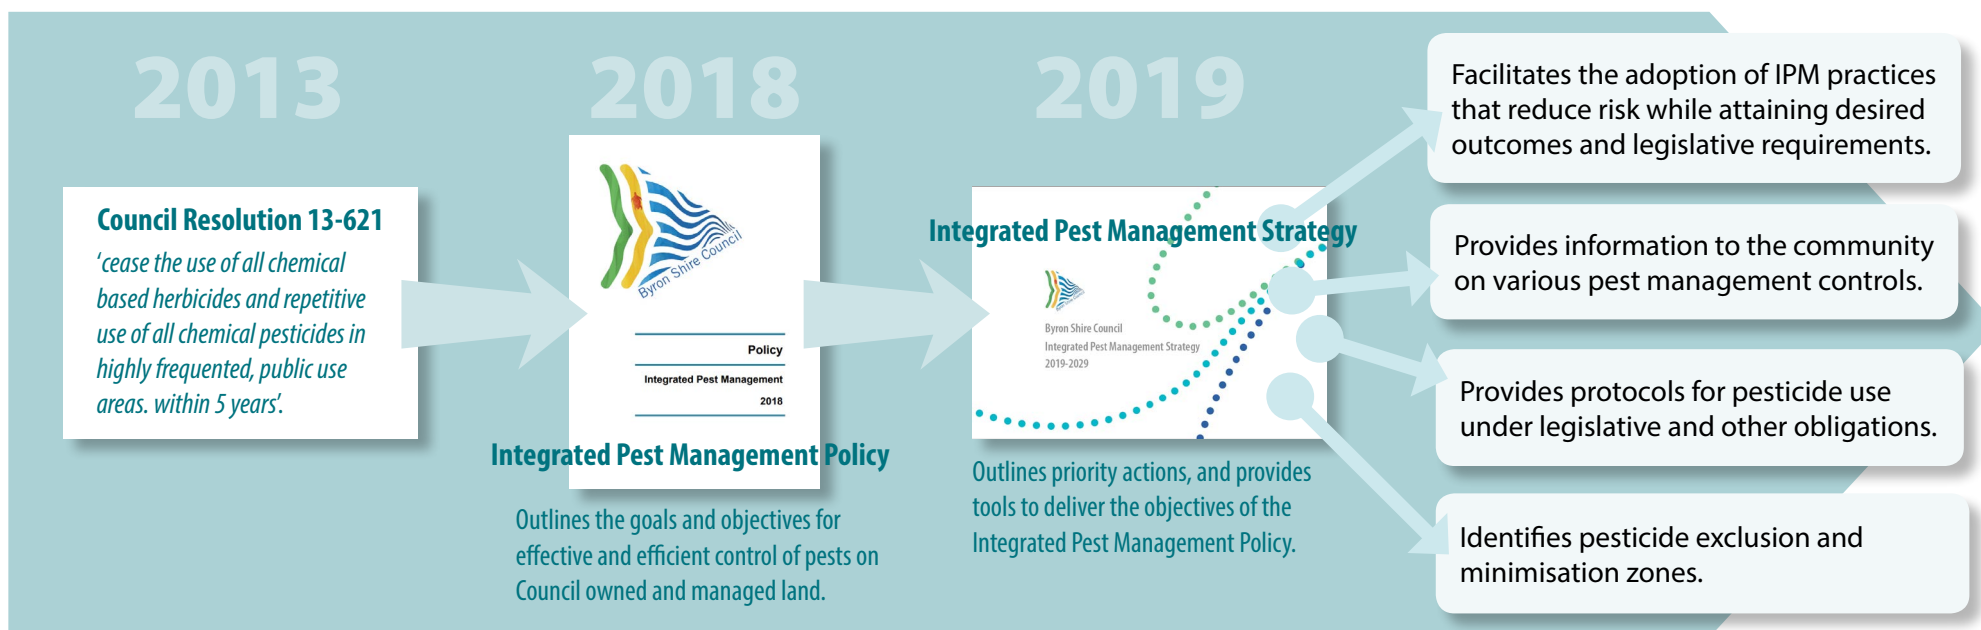 2013
Council Resolution 13-621
‘cease the use of all chemical
based herbicides and repetitive
use of all chemical pesticides in
highly frequented, public use
areas. within 5 years’.
2018
Byron Shire Council
Policy
Integrated Pest Management
2018
Integrated Pest Management Policy
Outlines the goals and objectives for
effective and efficient control of pests on
Council owned and managed land.
2019
Integrated Pest Management Strategy
Byron Shire Council
Integrated Pest Management Strategy
2019-2029
Outlines priority actions, and provides
tools to deliver the objectives of the
Integrated Pest Management Policy.
Facilitates the adoption of IPM practices
that reduce risk while attaining desired
outcomes and legislative requirements.
Provides information to the community
on various pest management controls.
Provides protocols for pesticide use
under legislative and other obligations.
Identifies pesticide exclusion and
minimisation zones.